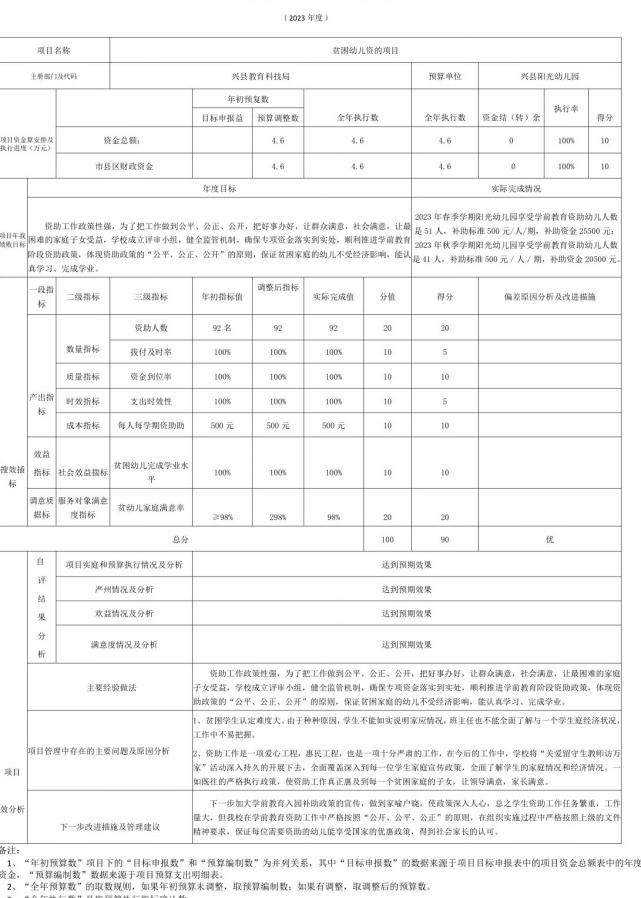 （2023 年度）
项目名称
贫困幼儿资的项目
主册部门及代码
兴县教育科技局
预算单位
兴县阳光幼儿园
项目资金算安排及执行进度（万元）
年初预复数
全年执行数
全年执行数
资金结（转）余
执行率
得分
目标申报益
预算调整数
资金总额：
4.6
4.6
4.6
0
100%
10
市县区财政资金
4.6
4.6
4.6
0
100%
10
项目年我绩败目标
年度目标
实际完成情况
资助工作政策性强，为了把工作做到公平、公正、公开，把好事办好，让群众满意，社会满意，让最
困难的家庭子女受益，学校成立评审小组，健全监管机制，确保专项资金落实到实处，顺利推进学前教育
阶段资助政策，体现资助政策的“公平、公正、公开”的原则，保证贫困家庭的幼儿不受经济影响，能认
真学习、完成学业。
2023 年春季学期阳光幼儿园享受学前教育资助幼儿人数
是 51 人，补助标准 500 元/人/期，补助资金 25500 元；
2023 年秋季学期阳光幼儿园享受学前教育资助幼儿人数
是 41 人，补助标准 500 元 / 人 / 期，补助资金 20500 元。
一段指标
二级指标
三级指标
年初指标值
调整后指标
实际完成值
分值
得分
偏差原因分析及改进描施
搜效插标
产出指标
数量指标
资助人数
92 名
92
92
20
20
拔付及时率
100%
100%
100%
10
5
质量指标
资金到位率
100%
100%
100%
10
10
时效指标
支出时效性
100%
100%
100%
10
5
成本指标
每人每学期资助助
500 元
500 元
500 元
10
10
效益指标
社会效益揣标
贫困幼儿完成学业水平
100%
100%
100%
10
10
调意质据标
服务对象满意度指标
贫幼儿家庭满意率
≥98%
298%
98%
20
20
总分
100
90
优
自评结果分析
项目实庭和预算执行情况及分析
达到预期效果
严州情况及分析
达到预期效果
欢益情况及分析
达到预期效果
满意度情况及分析
达到预期效果
项目
效分析
主要经验做法
资助工作政策性强，为了把工作做到公平、公正、公开，把好事办好，让群众满意，社会满意，让最困难的家庭
子女受益，学校成立评审小组，健全监管机制，确保专项资金落实到实处，顺利推进学前教育阶段资助政策，体现资
助政策的“公平、公正、公开”的原则，保证贫困家庭的幼儿不受经济影响，能认真学习、完成学业。
项目管理中存在的主要问题及原因分析
1、贫困学生认定难度大。由于种种原因，学生不能如实说明家应情况，班主任也不能全面了解与一个学生庭经济状况，
工作中不易把握。
2、资助工作是一项爱心工程，惠民工程，也是一项十分严肃的工作，在今后的工作中，学校将“关爱留守生教师访万
家”活动深入持久的开展下去，全面覆盖深入到每一位学生家庭宣传政策，全面了解学生的家庭情况和经济情况。一
如既往的严格执行政策，使资助工作真正惠及到每一个贫困家庭的子女，让领导满意，家长满意。
下一步改进措施及管理建议
下一步加大学前教育入园补助政策的宣传，做到家喻户晓，使政策深入人心，总之学生资助工作任务繁重，工作
量大，但我校在学前教育资助工作中严格按照“公开、公平、公正”的原则，在组织实施过程中严格按照上级的文件
精神要求，保证每位需要资助的幼儿能享受国家的优惠政策，得到社会家长的认可。
备注：
1、“年初预算数”项目下的“目标申报数”和“预算编制数”为并列关系，其中“目标申报数”的数据来源于项目目标申报表中的项目资金总额表中的年度
资金，“预算编制数”数据来源于项目预算支出明细表。
2、“全年预算数”的取数规则，如果年初预算未调整，取预算编制数；如果有调整，取调整后的预算数。